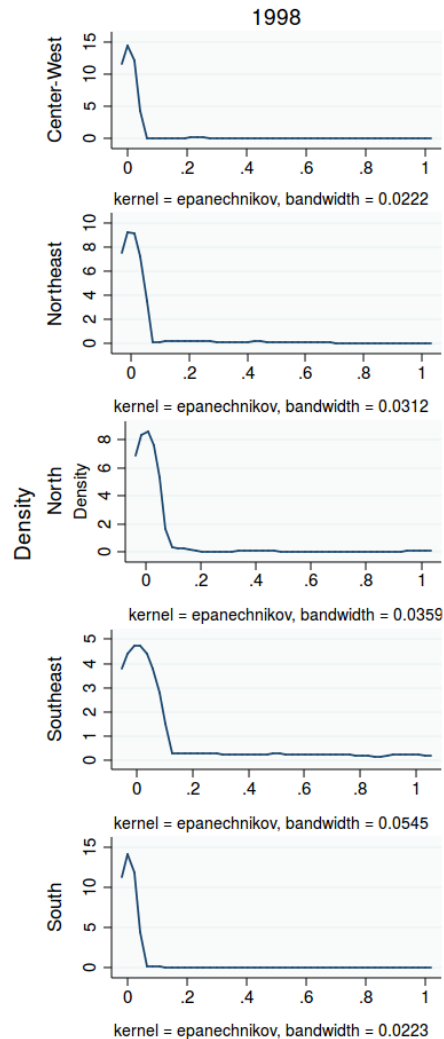 1998
Density
Center-West
15
10
5
0
0 .2 .4 .6 .8 1
kernel = epanechnikov, bandwidth = 0.0222
Northeast
10
8
6
4
2
0
0 .2 .4 .6 .8 1
kernel = epanechnikov, bandwidth = 0.0312
North
Density
8
6
4
2
0
0 .2 .4 .6 .8 1
kernel = epanechnikov, bandwidth = 0.0359
Southeast
5
4
3
2
1
0
0 .2 .4 .6 .8 1
kernel = epanechnikov, bandwidth = 0.0545
South
15
10
5
0
0 .2 .4 .6 .8 1
kernel = epanechnikov, bandwidth = 0.0223